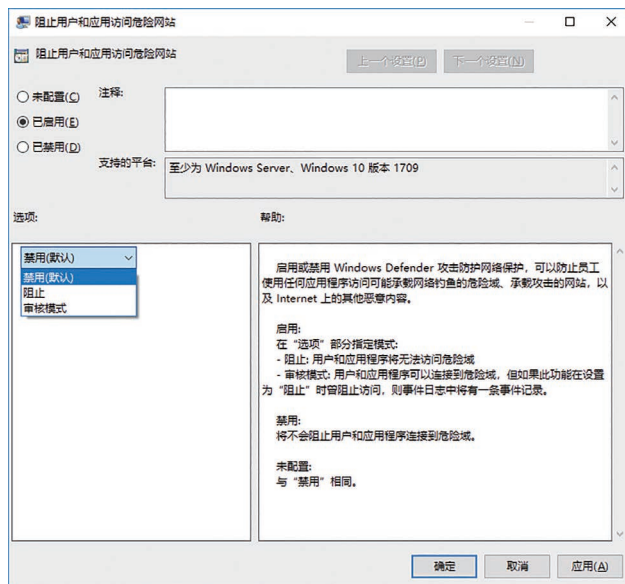 阻止用户和应用访问危险网站
阻止用户和应用访问危险网站
上一个设置(P)
下一个设置(N)
未配置(C)
注释:
已启用(E)
已禁用(D)
支持的平台:
至少为 Windows Server、Windows 10 版本 1709
选项:
帮助:
禁用(默认)
禁用(默认)
阻止
审核模式
启用或禁用 Windows Defender 攻击防护网络保护，可以防止员工
使用任何应用程序访问可能承载网络钓鱼的危险域、承载攻击的网站，以
及 Internet 上的其他恶意内容。
启用:
在“选项”部分指定模式:
- 阻止: 用户和应用程序将无法访问危险域
- 审核模式: 用户和应用程序可以连接到危险域，但如果此功能在设置
为“阻止”时曾阻止访问，则事件日志中将有一条事件记录。
禁用:
将不会阻止用户和应用程序连接到危险域。
未配置:
与“禁用”相同。
确定
取消
应用(A)